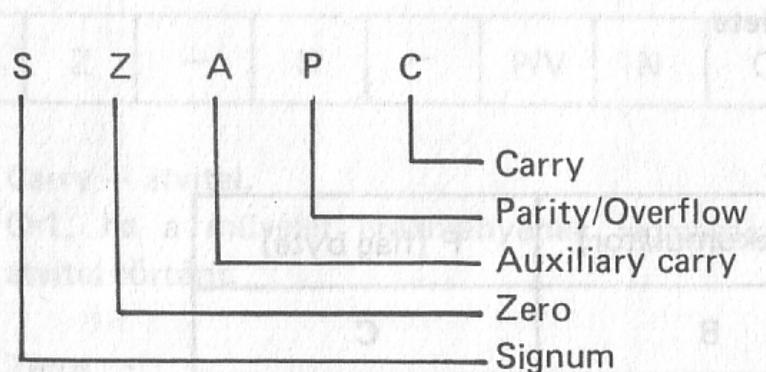 S Z A P C
Carry
Parity/Overflow
Auxiliary carry
Zero
Signum